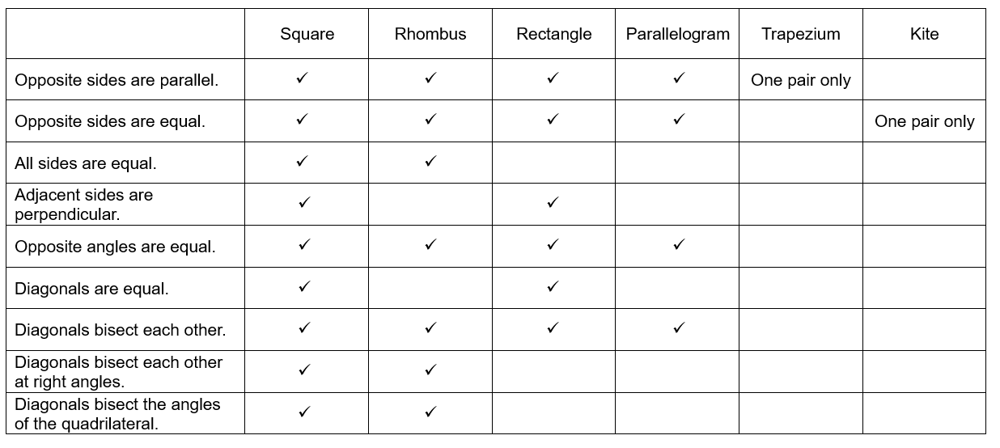 Square Rhombus Rectangle Parallelogram Trapezium Kite
Opposite sides are parallel. ✓ ✓ ✓ ✓ One pair only
Opposite sides are equal. ✓ ✓ ✓ ✓ One pair only
All sides are equal. ✓ ✓
Adjacent sides are
perpendicular. ✓ ✓
Opposite angles are equal. ✓ ✓ ✓ ✓
Diagonals are equal. ✓ ✓
Diagonals bisect each other. ✓ ✓ ✓ ✓
Diagonals bisect each other
at right angles. ✓ ✓
Diagonals bisect the angles
of the quadrilateral. ✓ ✓